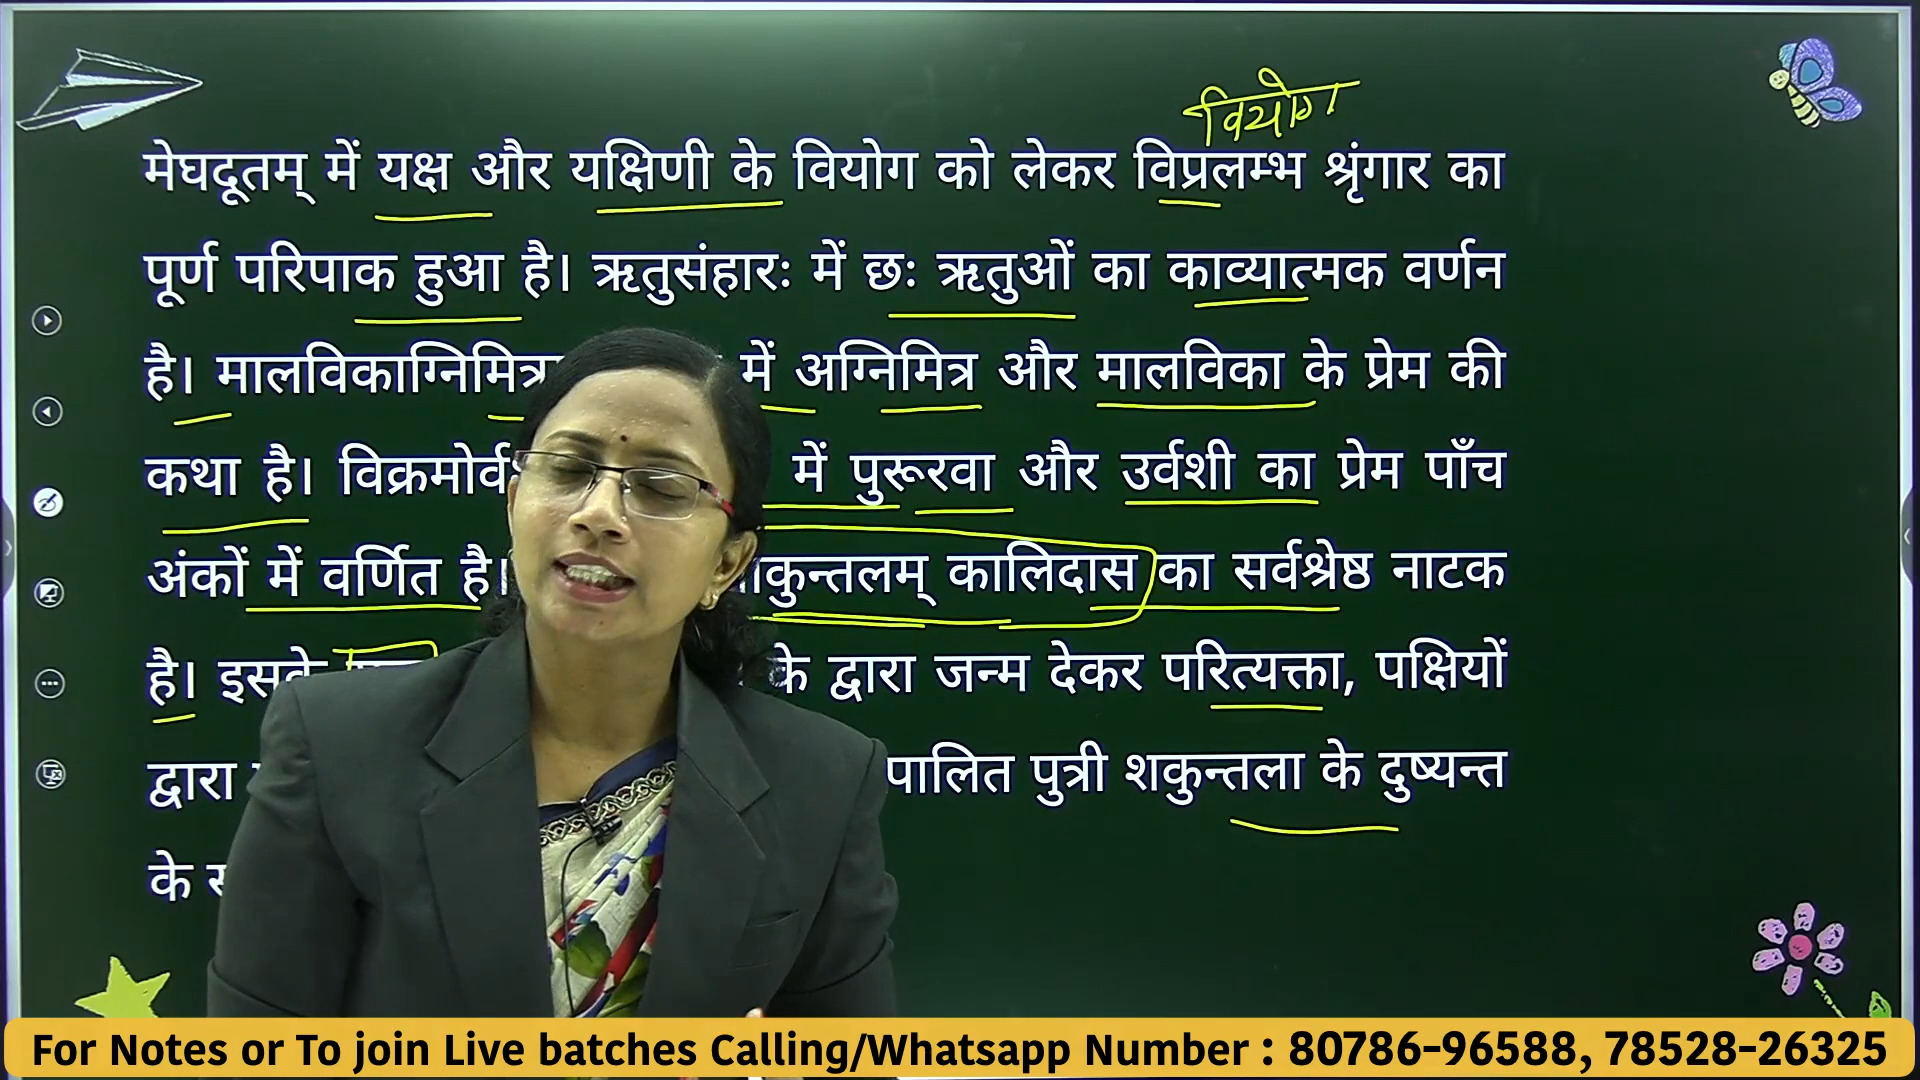 वियोग
मेघदूतम् में यक्ष और यक्षिणी के वियोग को लेकर विप्रलम्भ श्रृंगार का
पूर्ण परिपाक हुआ है। ऋतुसंहारः में छः ऋतुओं का काव्यात्मक वर्णन
है। मालविकाग्निमित्र में अग्निमित्र और मालविका के प्रेम की
कथा है। में पुरूरवा और उर्वशी का प्रेम पाँच
अंकों में वर्णित है। कालिदास का सर्वश्रेष्ठ नाटक
है। इसके के द्वारा जन्म देकर परित्यक्ता, पक्षियों
द्वारा पालित पुत्री शकुन्तला के दुष्यन्त
के
For Notes or To join Live batches Calling/Whatsapp Number : 80786-96588, 78528-26325